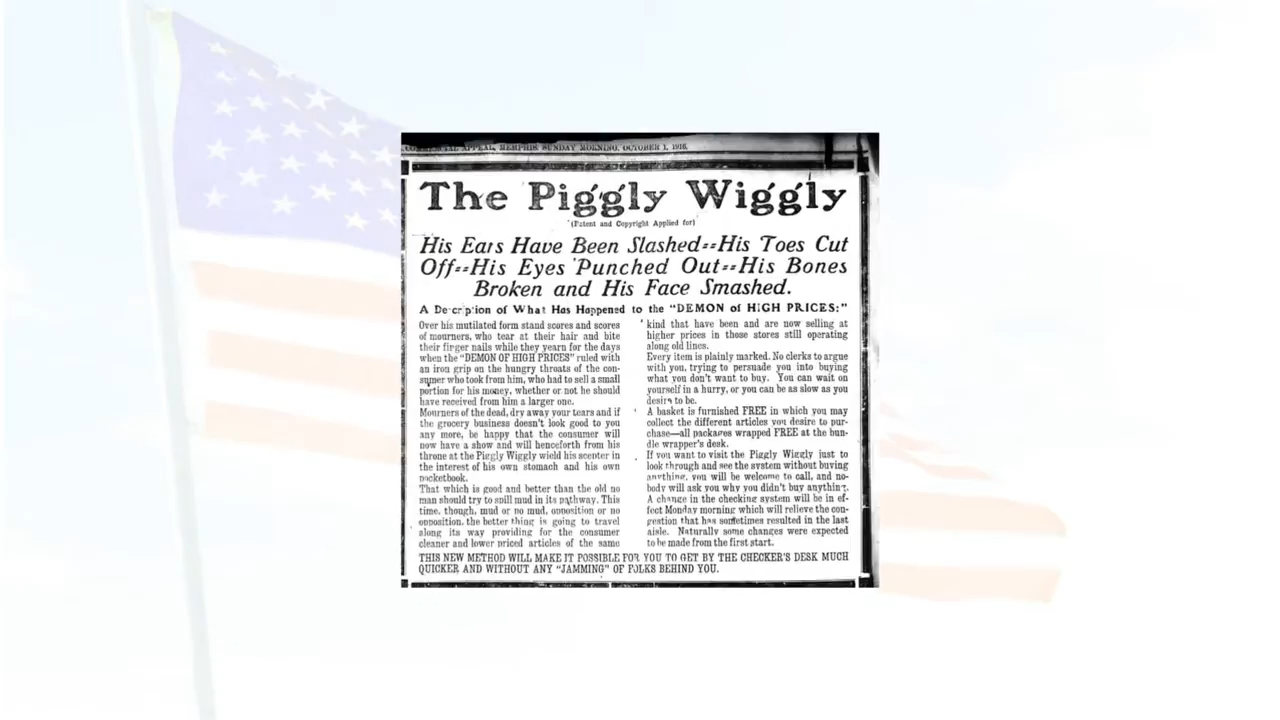 COMMERCIAL APPEAL, MEMPHIS, SUNDAY MORNING, OCTOBER 1, 1916.
The Piggly Wiggly
(Patent and Copyright Applied for)
His Ears Have Been Slashed--His Toes Cut
Off--His Eyes Punched Out--His Bones
Broken and His Face Smashed.
A Description of What Has Happened to the "DEMON of HIGH PRICES:"
Over his mutilated form stand scores and scores
of mourners, who tear at their hair and bite
their finger nails while they yearn for the days
when the "DEMON OF HIGH PRICES" ruled with
an iron grip on the hungry throats of the con-
sumer who took from him, who had to sell a small
portion for his money, whether or not he should
have received from him a larger one.
Mourners of the dead, dry away your tears and if
the grocery business doesn't look good to you
any more, be happy that the consumer will
now have a show and will henceforth from his
throne at the Piggly Wiggly wield his scepter in
the interest of his own stomach and his own
pocketbook.
That which is good and better than the old no
man should try to spill mud in its pathway. This
time, though, mud or no mud, opposition or no
opposition, the better thing is going to travel
along its way providing for the consumer
cleaner and lower priced articles of the same
kind that have been and are now selling at
higher prices in those stores still operating
along old lines.
Every item is plainly marked. No clerks to argue
with you, trying to persuade you into buying
what you don't want to buy. You can wait on
yourself in a hurry, or you can be as slow as you
desire to be.
A basket is furnished FREE in which you may
collect the different articles you desire to pur-
chase—all packages wrapped FREE at the bun-
dle wrapper's desk.
If you want to visit the Piggly Wiggly just to
look through and see the system without buying
anything, you will be welcome to call, and no-
body will ask you why you didn't buy anything.
A change in the checking system will be in ef-
fect Monday morning which will relieve the con-
gestion that has sometimes resulted in the last
aisle. Naturally some changes were expected
to be made from the first start.
THIS NEW METHOD WILL MAKE IT POSSIBLE FOR YOU TO GET BY THE CHECKER'S DESK MUCH
QUICKER AND WITHOUT ANY "JAMMING" OF FOLKS BEHIND YOU.